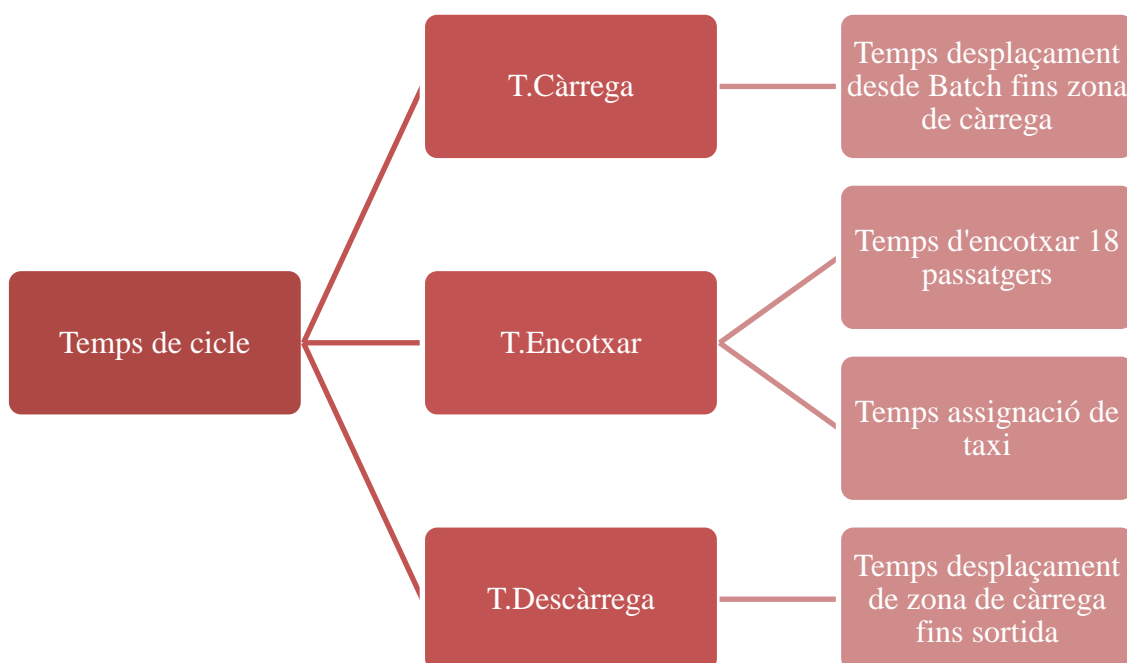 Temps de cicle
T.Càrrega
Temps desplaçament
desde Batch fins zona
de càrrega
T.Encotxar
Temps d'encotxar 18
passatgers
Temps assignació de
taxi
T.Descàrrega
Temps desplaçament
de zona de càrrega
fins sortida